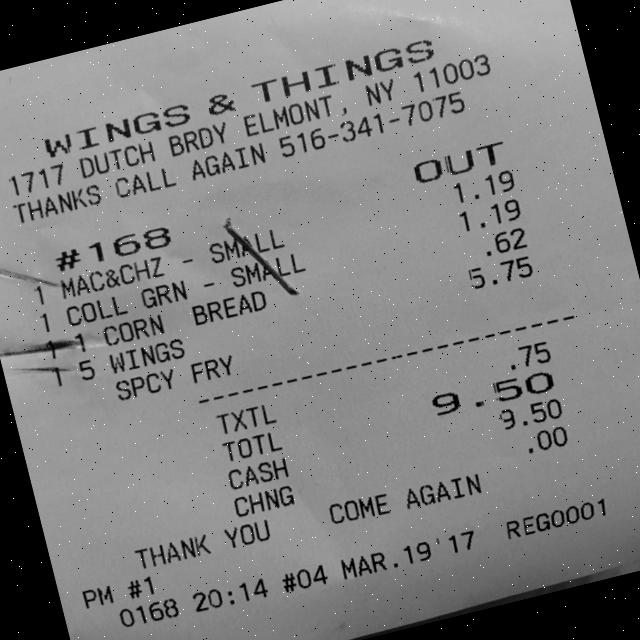 WINGS & THINGS
1717 DUTCH BRDY ELMONT, NY 11003
THANKS CALL AGAIN 516-341-7075
OUT
#168
1 MAC&CHZ - SMALL 1.19
1 COLL GRN - SMALL 1.19
1 1 CORN BREAD .62
1 5 WINGS 5.75
SPCY FRY
TXTL .75
TOTL 9.50
CASH 9.50
CHNG .00
THANK YOU COME AGAIN
PM #1
0168 20:14 #04 MAR.19'17 REG0001